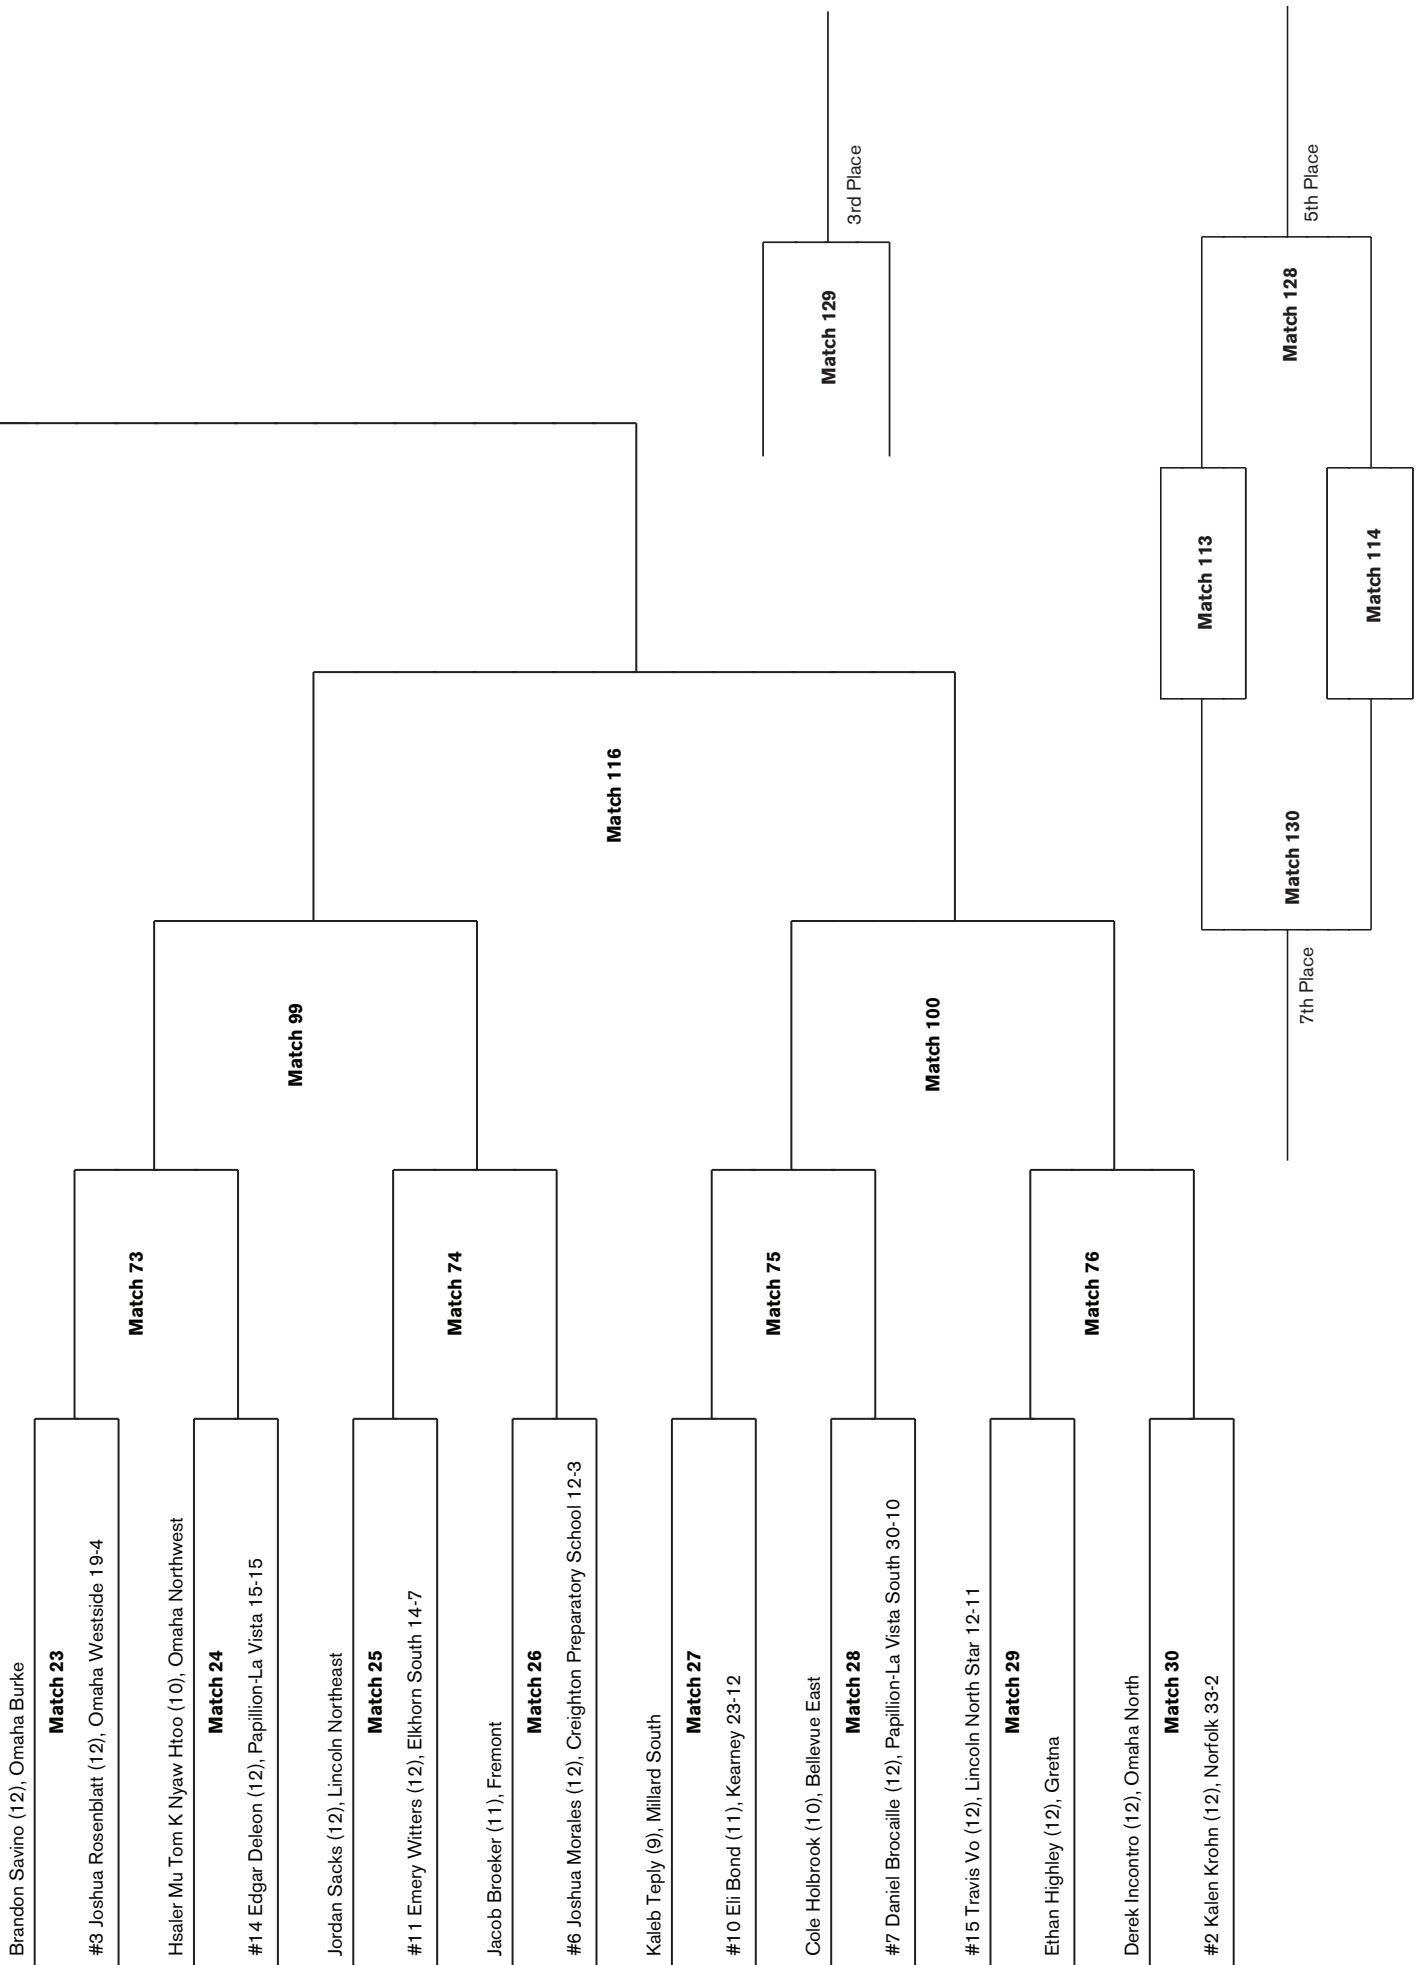 Brandon Savino (12), Omaha Burke
Match 23
#3 Joshua Rosenblatt (12), Omaha Westside 19-4
Hsaler Mu Tom K Nyaw Htoo (10), Omaha Northwest
Match 24
#14 Edgar Deleon (12), Papillion-La Vista 15-15
Jordan Sacks (12), Lincoln Northeast
Match 25
#11 Emery Witters (12), Elkhorn South 14-7
Jacob Broeker (11), Fremont
Match 26
#6 Joshua Morales (12), Creighton Preparatory School 12-3
Kaleb Teply (9), Millard South
Match 27
#10 Eli Bond (11), Kearney 23-12
Cole Holbrook (10), Bellevue East
Match 28
#7 Daniel Brocaille (12), Papillion-La Vista South 30-10
#15 Travis Vo (12), Lincoln North Star 12-11
Match 29
Ethan Highley (12), Gretna
Derek Incontro (12), Omaha North
Match 30
#2 Kalen Krohn (12), Norfolk 33-2
Match 73
Match 74
Match 75
Match 76
Match 99
Match 100
Match 116
Match 129
3rd Place
7th Place
Match 130
Match 113
Match 114
Match 128
5th Place